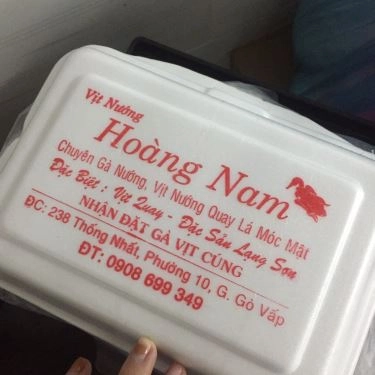 Vịt Nướng
Hoàng Nam
Chuyên Gà Nướng, Vịt Nướng Quay Lá Móc Mật
Đặc Biệt : Vịt Quay - Đặc Sản Lạng Sơn
NHẬN ĐẶT GÀ VỊT CÚNG
ĐC: 238 Thống Nhất, Phường 10, G. Gò Vấp
ĐT: 0908 699 349